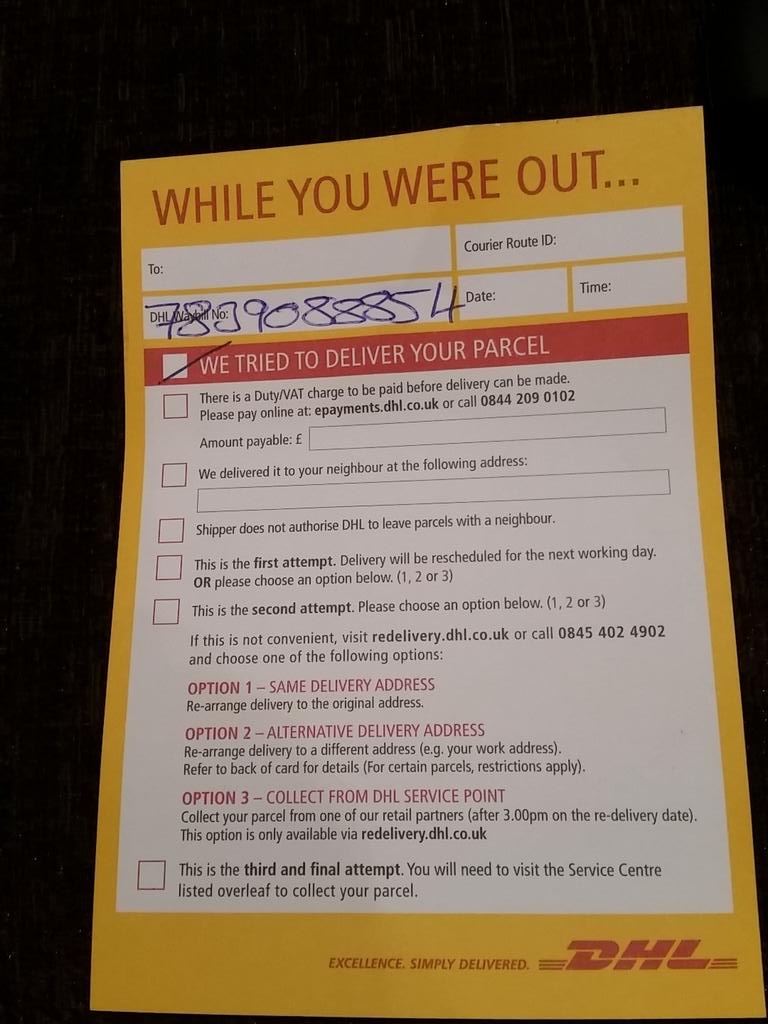 WHILE YOU WERE OUT...
To:
Courier Route ID:
DHL Waybill No:
7839088854
Date:
Time:
WE TRIED TO DELIVER YOUR PARCEL
There is a Duty/VAT charge to be paid before delivery can be made.
Please pay online at: epayments.dhl.co.uk or call 0844 209 0102
Amount payable: £
We delivered it to your neighbour at the following address:
Shipper does not authorise DHL to leave parcels with a neighbour.
This is the first attempt. Delivery will be rescheduled for the next working day.
OR please choose an option below. (1, 2 or 3)
This is the second attempt. Please choose an option below. (1, 2 or 3)
If this is not convenient, visit redelivery.dhl.co.uk or call 0845 402 4902
and choose one of the following options:
OPTION 1 – SAME DELIVERY ADDRESS
Re-arrange delivery to the original address.
OPTION 2 – ALTERNATIVE DELIVERY ADDRESS
Re-arrange delivery to a different address (e.g. your work address).
Refer to back of card for details (For certain parcels, restrictions apply).
OPTION 3 – COLLECT FROM DHL SERVICE POINT
Collect your parcel from one of our retail partners (after 3.00pm on the re-delivery date).
This option is only available via redelivery.dhl.co.uk
This is the third and final attempt. You will need to visit the Service Centre
listed overleaf to collect your parcel.
EXCELLENCE. SIMPLY DELIVERED.
DHL